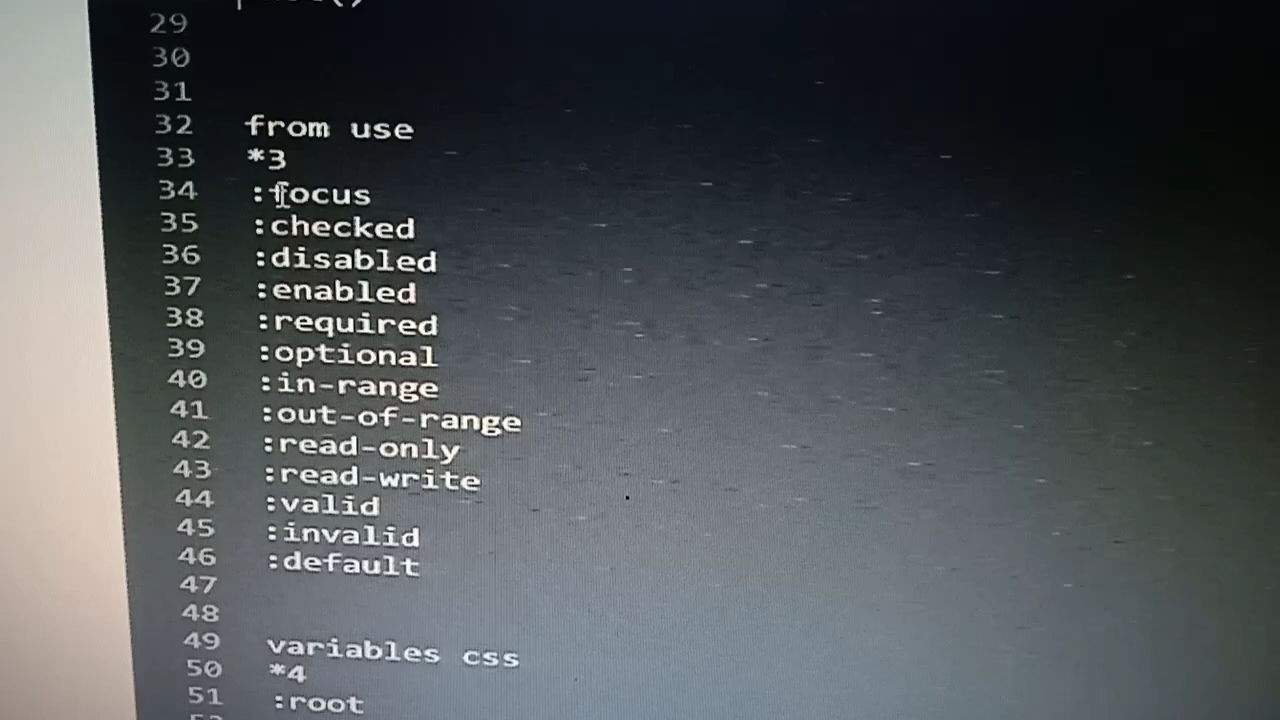 29
30
31
32 from use
33 *3
34 :focus
35 :checked
36 :disabled
37 :enabled
38 :required
39 :optional
40 :in-range
41 :out-of-range
42 :read-only
43 :read-write
44 :valid
45 :invalid
46 :default
47
48
49 variables css
50 *4
51 :root